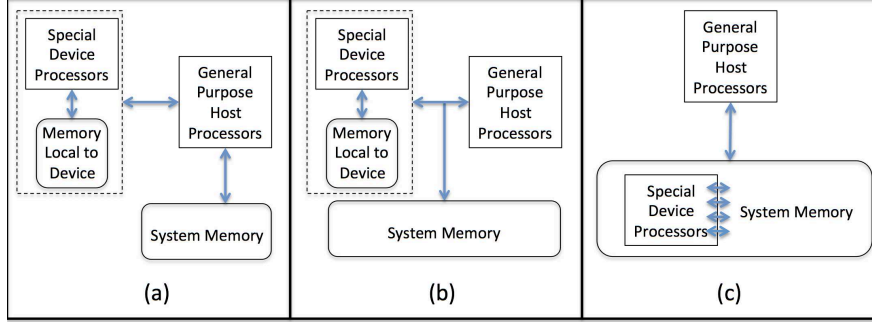 Special
Device
Processors
Memory
Local to
Device
General
Purpose
Host
Processors
System Memory
(a)
Special
Device
Processors
Memory
Local to
Device
General
Purpose
Host
Processors
System Memory
(b)
General
Purpose
Host
Processors
Special
Device
Processors
System Memory
(c)